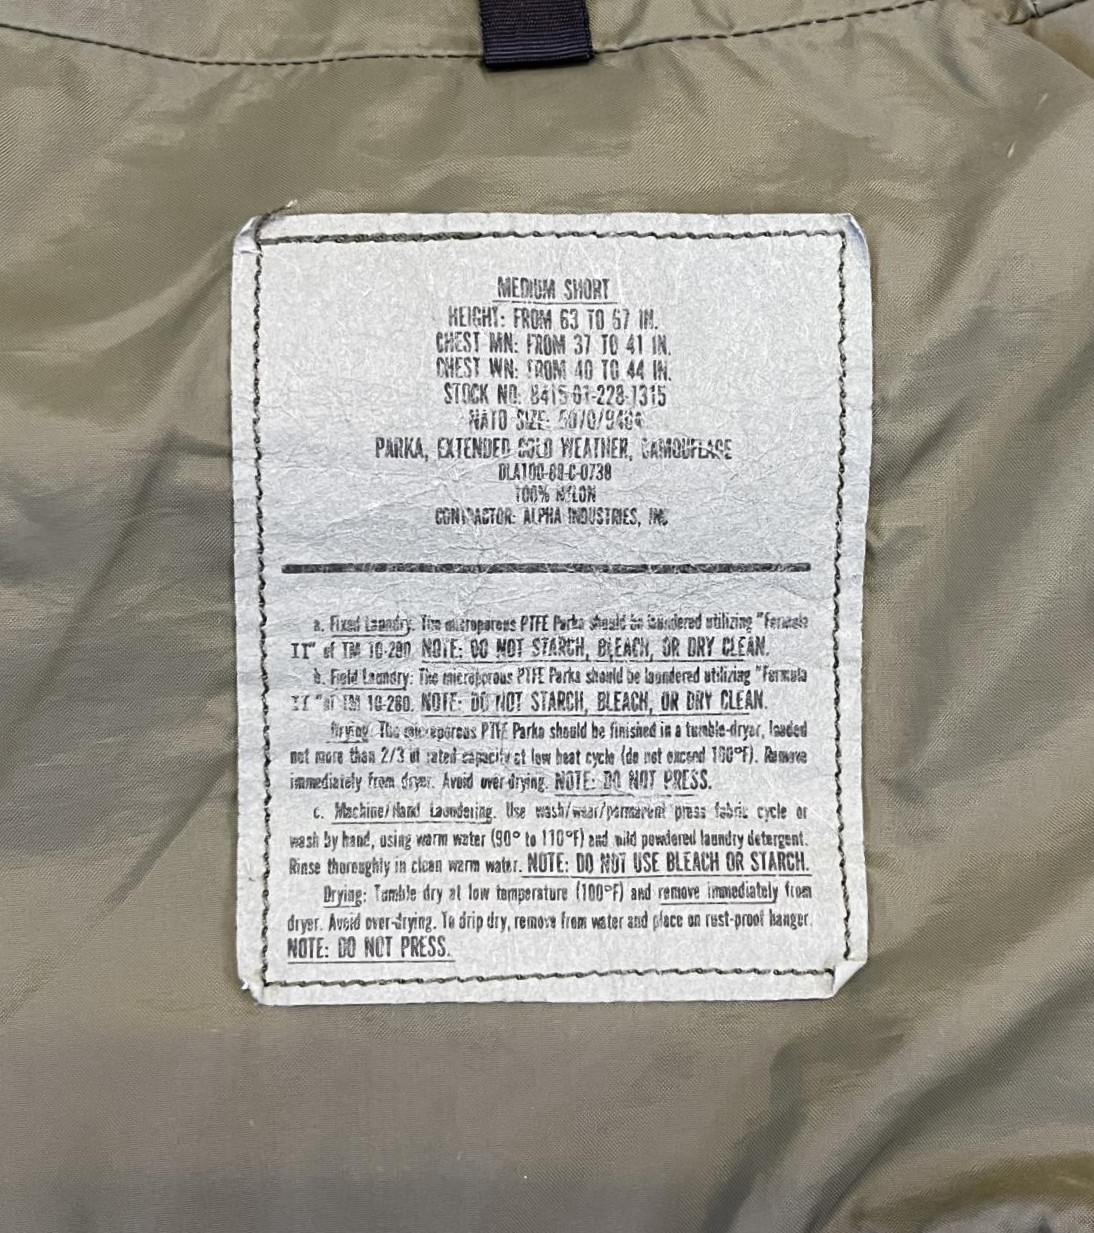 MEDIUM SHORT
HEIGHT: FROM 63 TO 67 IN.
CHEST MN: FROM 37 TO 41 IN.
CHEST WN: FROM 40 TO 44 IN.
STOCK NO: 8415-01-228-1315
NATO SIZE:
PARKA, EXTENDED COLD WEATHER, CAMOUFLAGE
100% NYLON
CONTRACTOR: ALPHA INDUSTRIES, INC
a. Fixed Laundry. The microporous PTFE Parka should be laundered utilizing "Formula
II" of TM 10-280. NOTE: DO NOT STARCH, BLEACH, OR DRY CLEAN.
b. Field Laundry: The microporous PTFE Parka should be laundered utilizing "Formula
II "of TM 10-280. NOTE: DO NOT STARCH, BLEACH, OR DRY CLEAN.
Drying: The microporous PTFE Parka should be finished in a tumble-dryer, loaded
not more than 2/3 of rated capacity at low heat cycle (do not exceed 100°F). Remove
immediately from dryer. Avoid over-drying. NOTE: DO NOT PRESS.
c. Machine/Hand Laundering. Use wash/wear/permanent press fabric cycle or
wash by hand, using warm water (90° to 110°F) and mild powdered laundry detergent.
Rinse thoroughly in clean warm water. NOTE: DO NOT USE BLEACH OR STARCH.
Drying: Tumble dry at low temperature (100°F) and remove immediately from
dryer. Avoid over-drying. To drip dry, remove from water and place on rust-proof hanger.
NOTE: DO NOT PRESS.